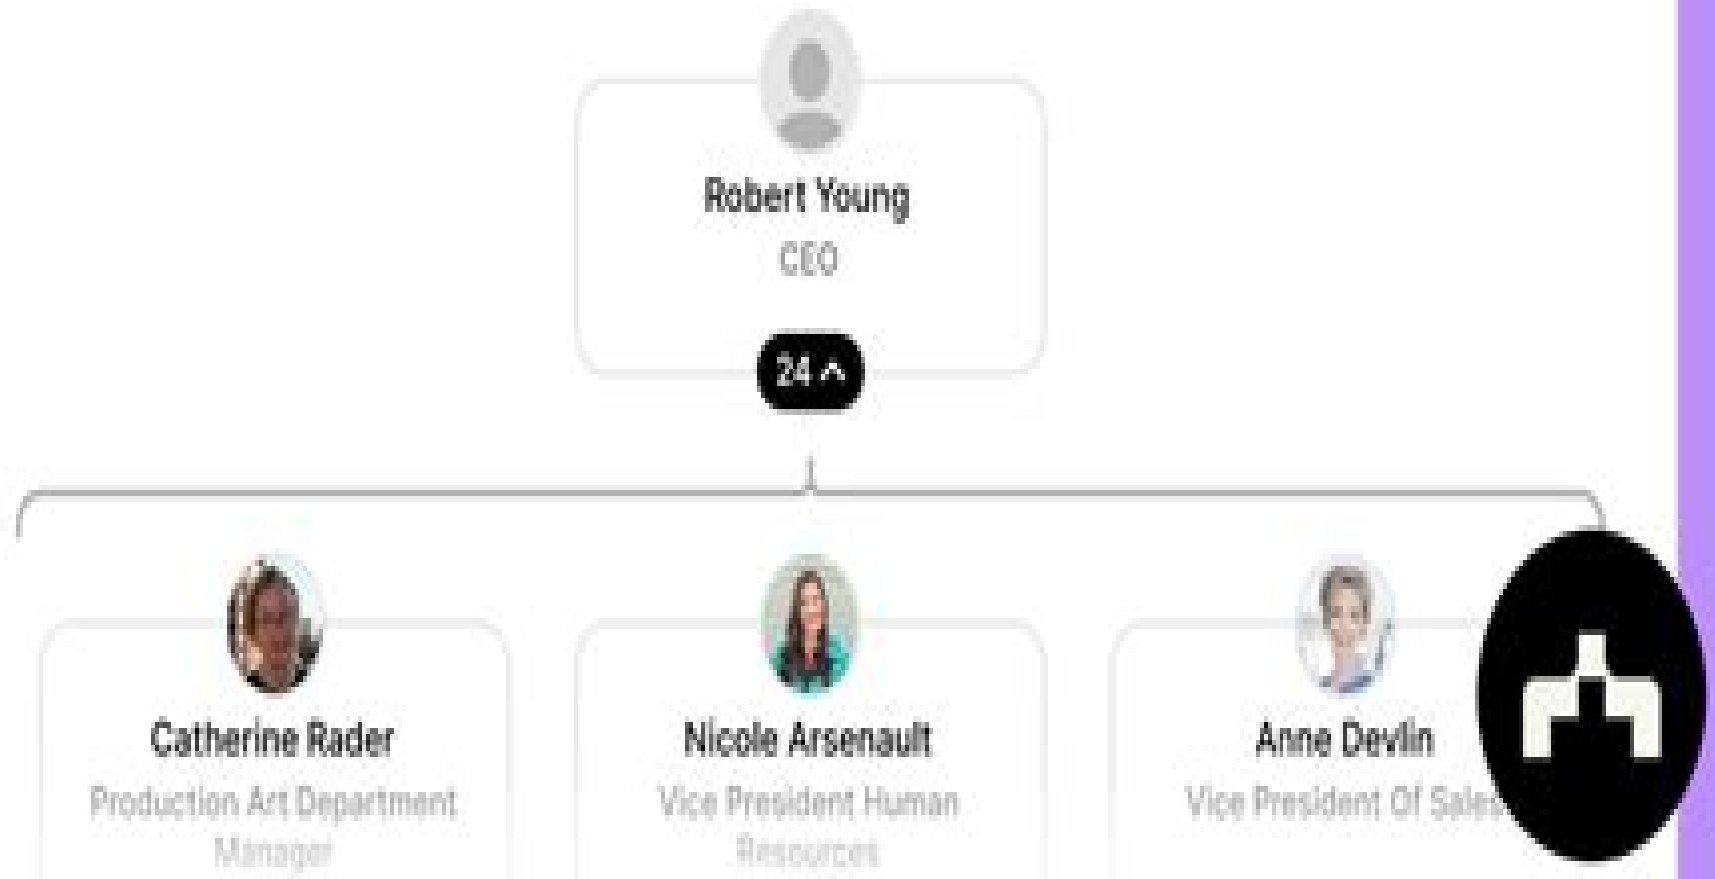 Robert Young
CEO
24
Catherine Rader
Nicole Arsenault
Anne Devlin
Production Art Department
Manager
Vice President Human
Resources
Vice President Of Sales